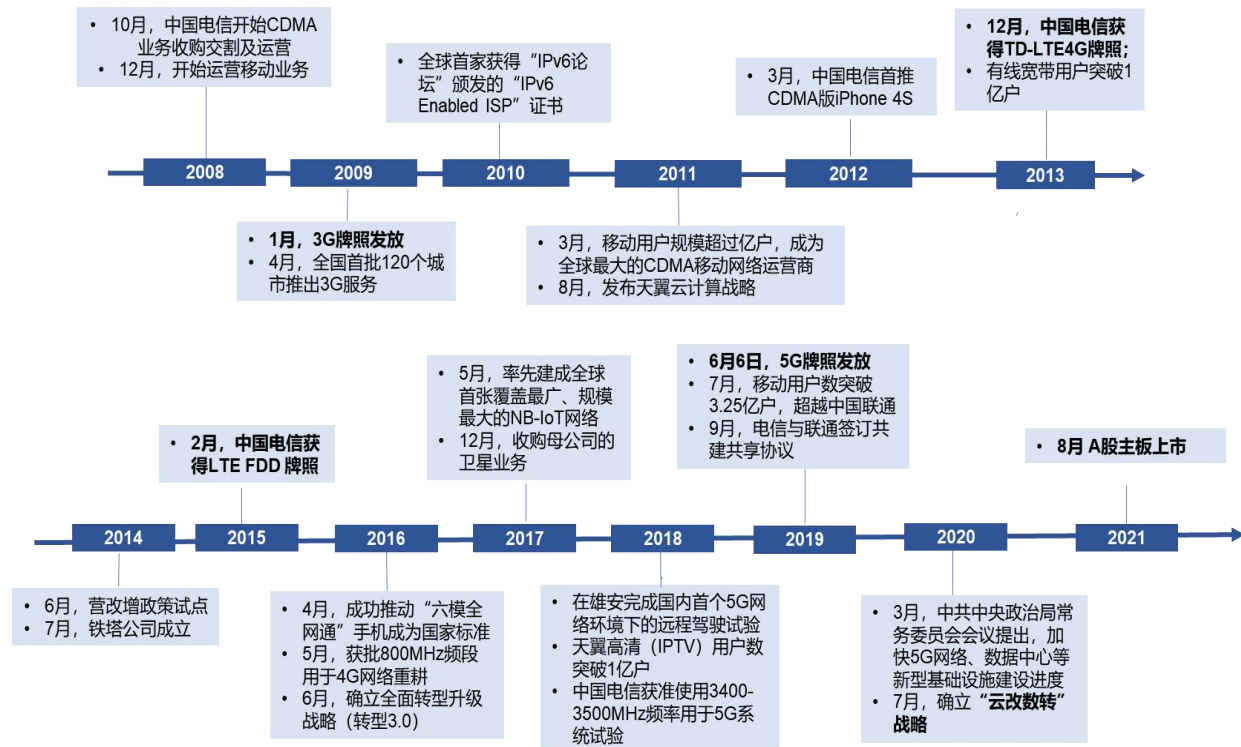 • 10月，中国电信开始CDMA
业务收购交割及运营
• 12月，开始运营移动业务
• 全球首家获得“IPv6论
坛”颁发的“IPv6
Enabled ISP”证书
• 3月，中国电信首推
CDMA版iPhone 4S
• 12月，中国电信获
得TD-LTE4G牌照；
• 有线宽带用户突破1
亿户
2008
2009
2010
2011
2012
2013
• 1月，3G牌照发放
• 4月，全国首批120个城
市推出3G服务
• 3月，移动用户规模超过亿户，成为
全球最大的CDMA移动网络运营商
• 8月，发布天翼云计算战略
• 2月，中国电信获
得LTE FDD 牌照
• 5月，率先建成全球
首张覆盖最广、规模
最大的NB-IoT网络
• 12月，收购母公司的
卫星业务
• 6月6日，5G牌照发放
• 7月，移动用户数突破
3.25亿户，超越中国联通
• 9月，电信与联通签订共
建共享协议
• 8月 A股主板上市
2014
2015
2016
2017
2018
2019
2020
2021
• 6月，营改增政策试点
• 7月，铁塔公司成立
• 4月，成功推动“六模全
网通”手机成为国家标准
• 5月，获批800MHz频段
用于4G网络重耕
• 6月，确立全面转型升级
战略（转型3.0）
• 在雄安完成国内首个5G网
络环境下的远程驾驶试验
• 天翼高清（IPTV）用户数
突破1亿户
• 中国电信获准使用3400-
3500MHz频率用于5G系
统试验
• 3月，中共中央政治局常
务委员会会议提出，加
快5G网络、数据中心等
新型基础设施建设进度
• 7月，确立“云改数转”
战略